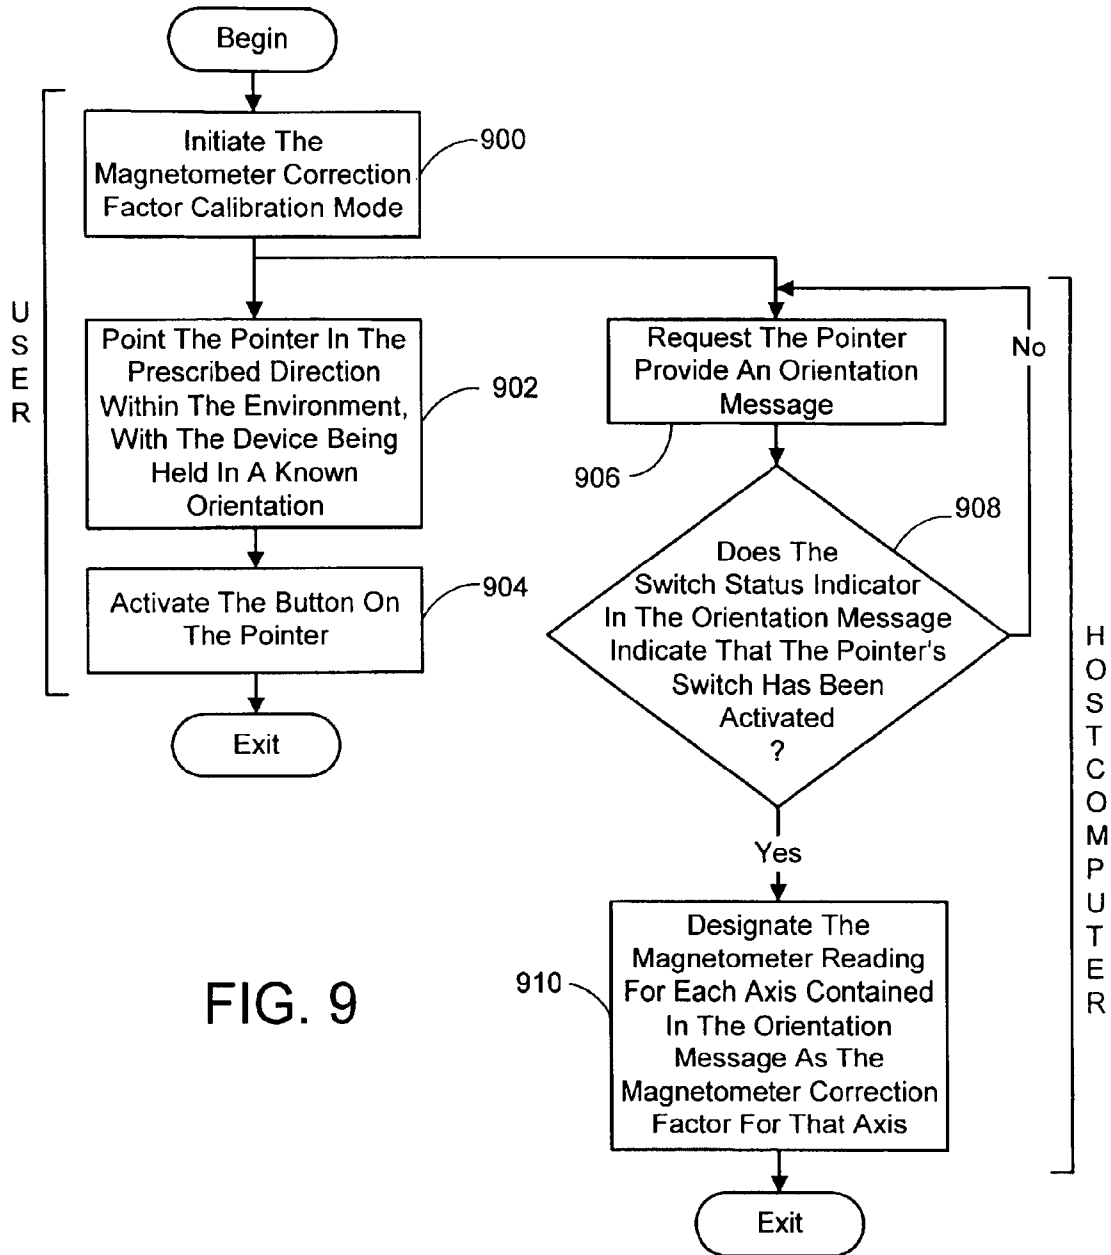 Begin
Initiate The
Magnetometer Correction
Factor Calibration Mode
900
USER
Point The Pointer In The
Prescribed Direction
Within The Environment,
With The Device Being
Held In A Known
Orientation
902
Activate The Button On
The Pointer
904
Exit
Request The Pointer
Provide An Orientation
Message
906
No
Does The
Switch Status Indicator
In The Orientation Message
Indicate That The Pointer's
Switch Has Been
Activated
?
908
Yes
Designate The
Magnetometer Reading
For Each Axis Contained
In The Orientation
Message As The
Magnetometer Correction
Factor For That Axis
910
Exit
HOST COMPUTER
FIG. 9